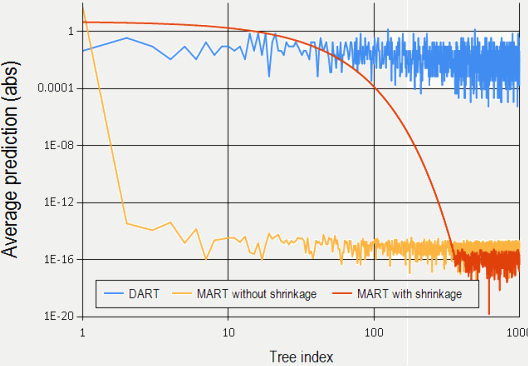 Average prediction (abs)
1
0.0001
1E-08
1E-12
1E-16
1E-20
DART MART without shrinkage MART with shrinkage
1 10 100 1000
Tree index